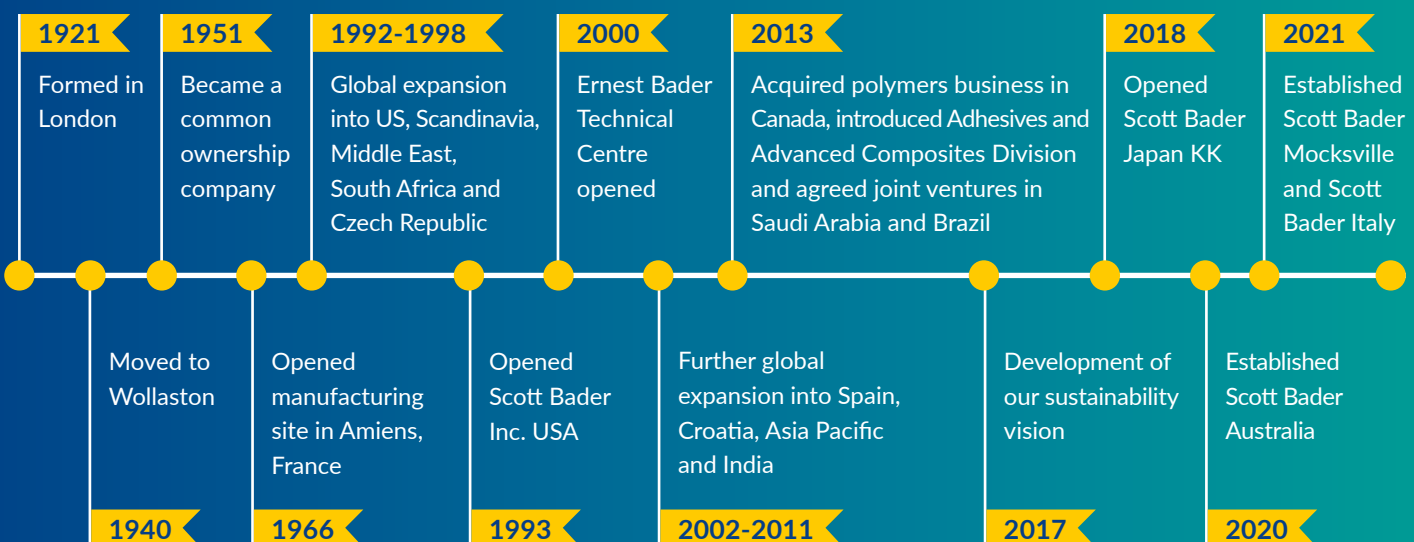 1921
Formed in
London
1951
Became a
common
ownership
company
1992-1998
Global expansion
into US, Scandinavia,
Middle East,
South Africa and
Czech Republic
2000
Ernest Bader
Technical
Centre
opened
2013
Acquired polymers business in
Canada, introduced Adhesives and
Advanced Composites Division
and agreed joint ventures in
Saudi Arabia and Brazil
2018
Opened
Scott Bader
Japan KK
2021
Established
Scott Bader
Mocksville
and Scott
Bader Italy
Moved to
Wollaston
1940
Opened
manufacturing
site in Amiens,
France
1966
Opened
Scott Bader
Inc. USA
1993
Further global
expansion into Spain,
Croatia, Asia Pacific
and India
2002-2011
Development of
our sustainability
vision
2017
Established
Scott Bader
Australia
2020